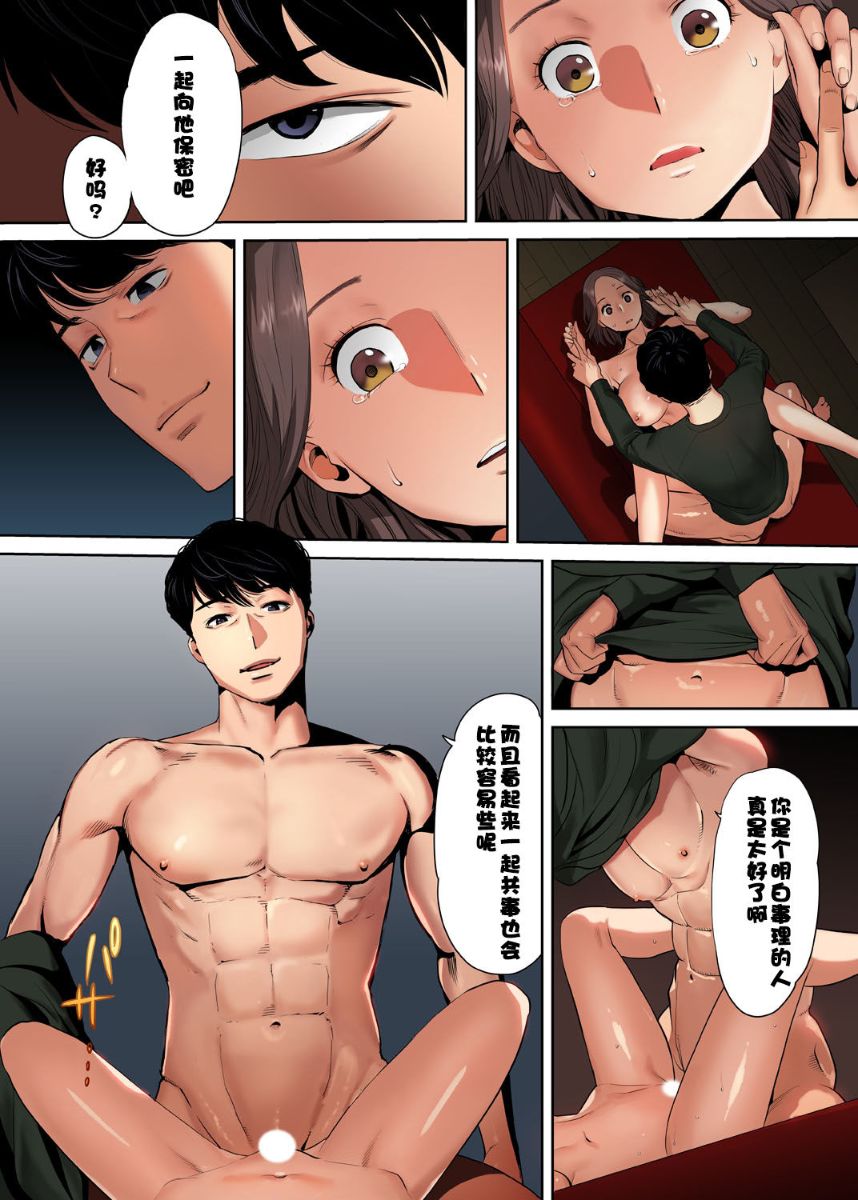 一起向他保密吧
好吗？
你是个明白事理的人
真是太好了啊
而且看起来一起共事也会
比较容易些呢
バサ…